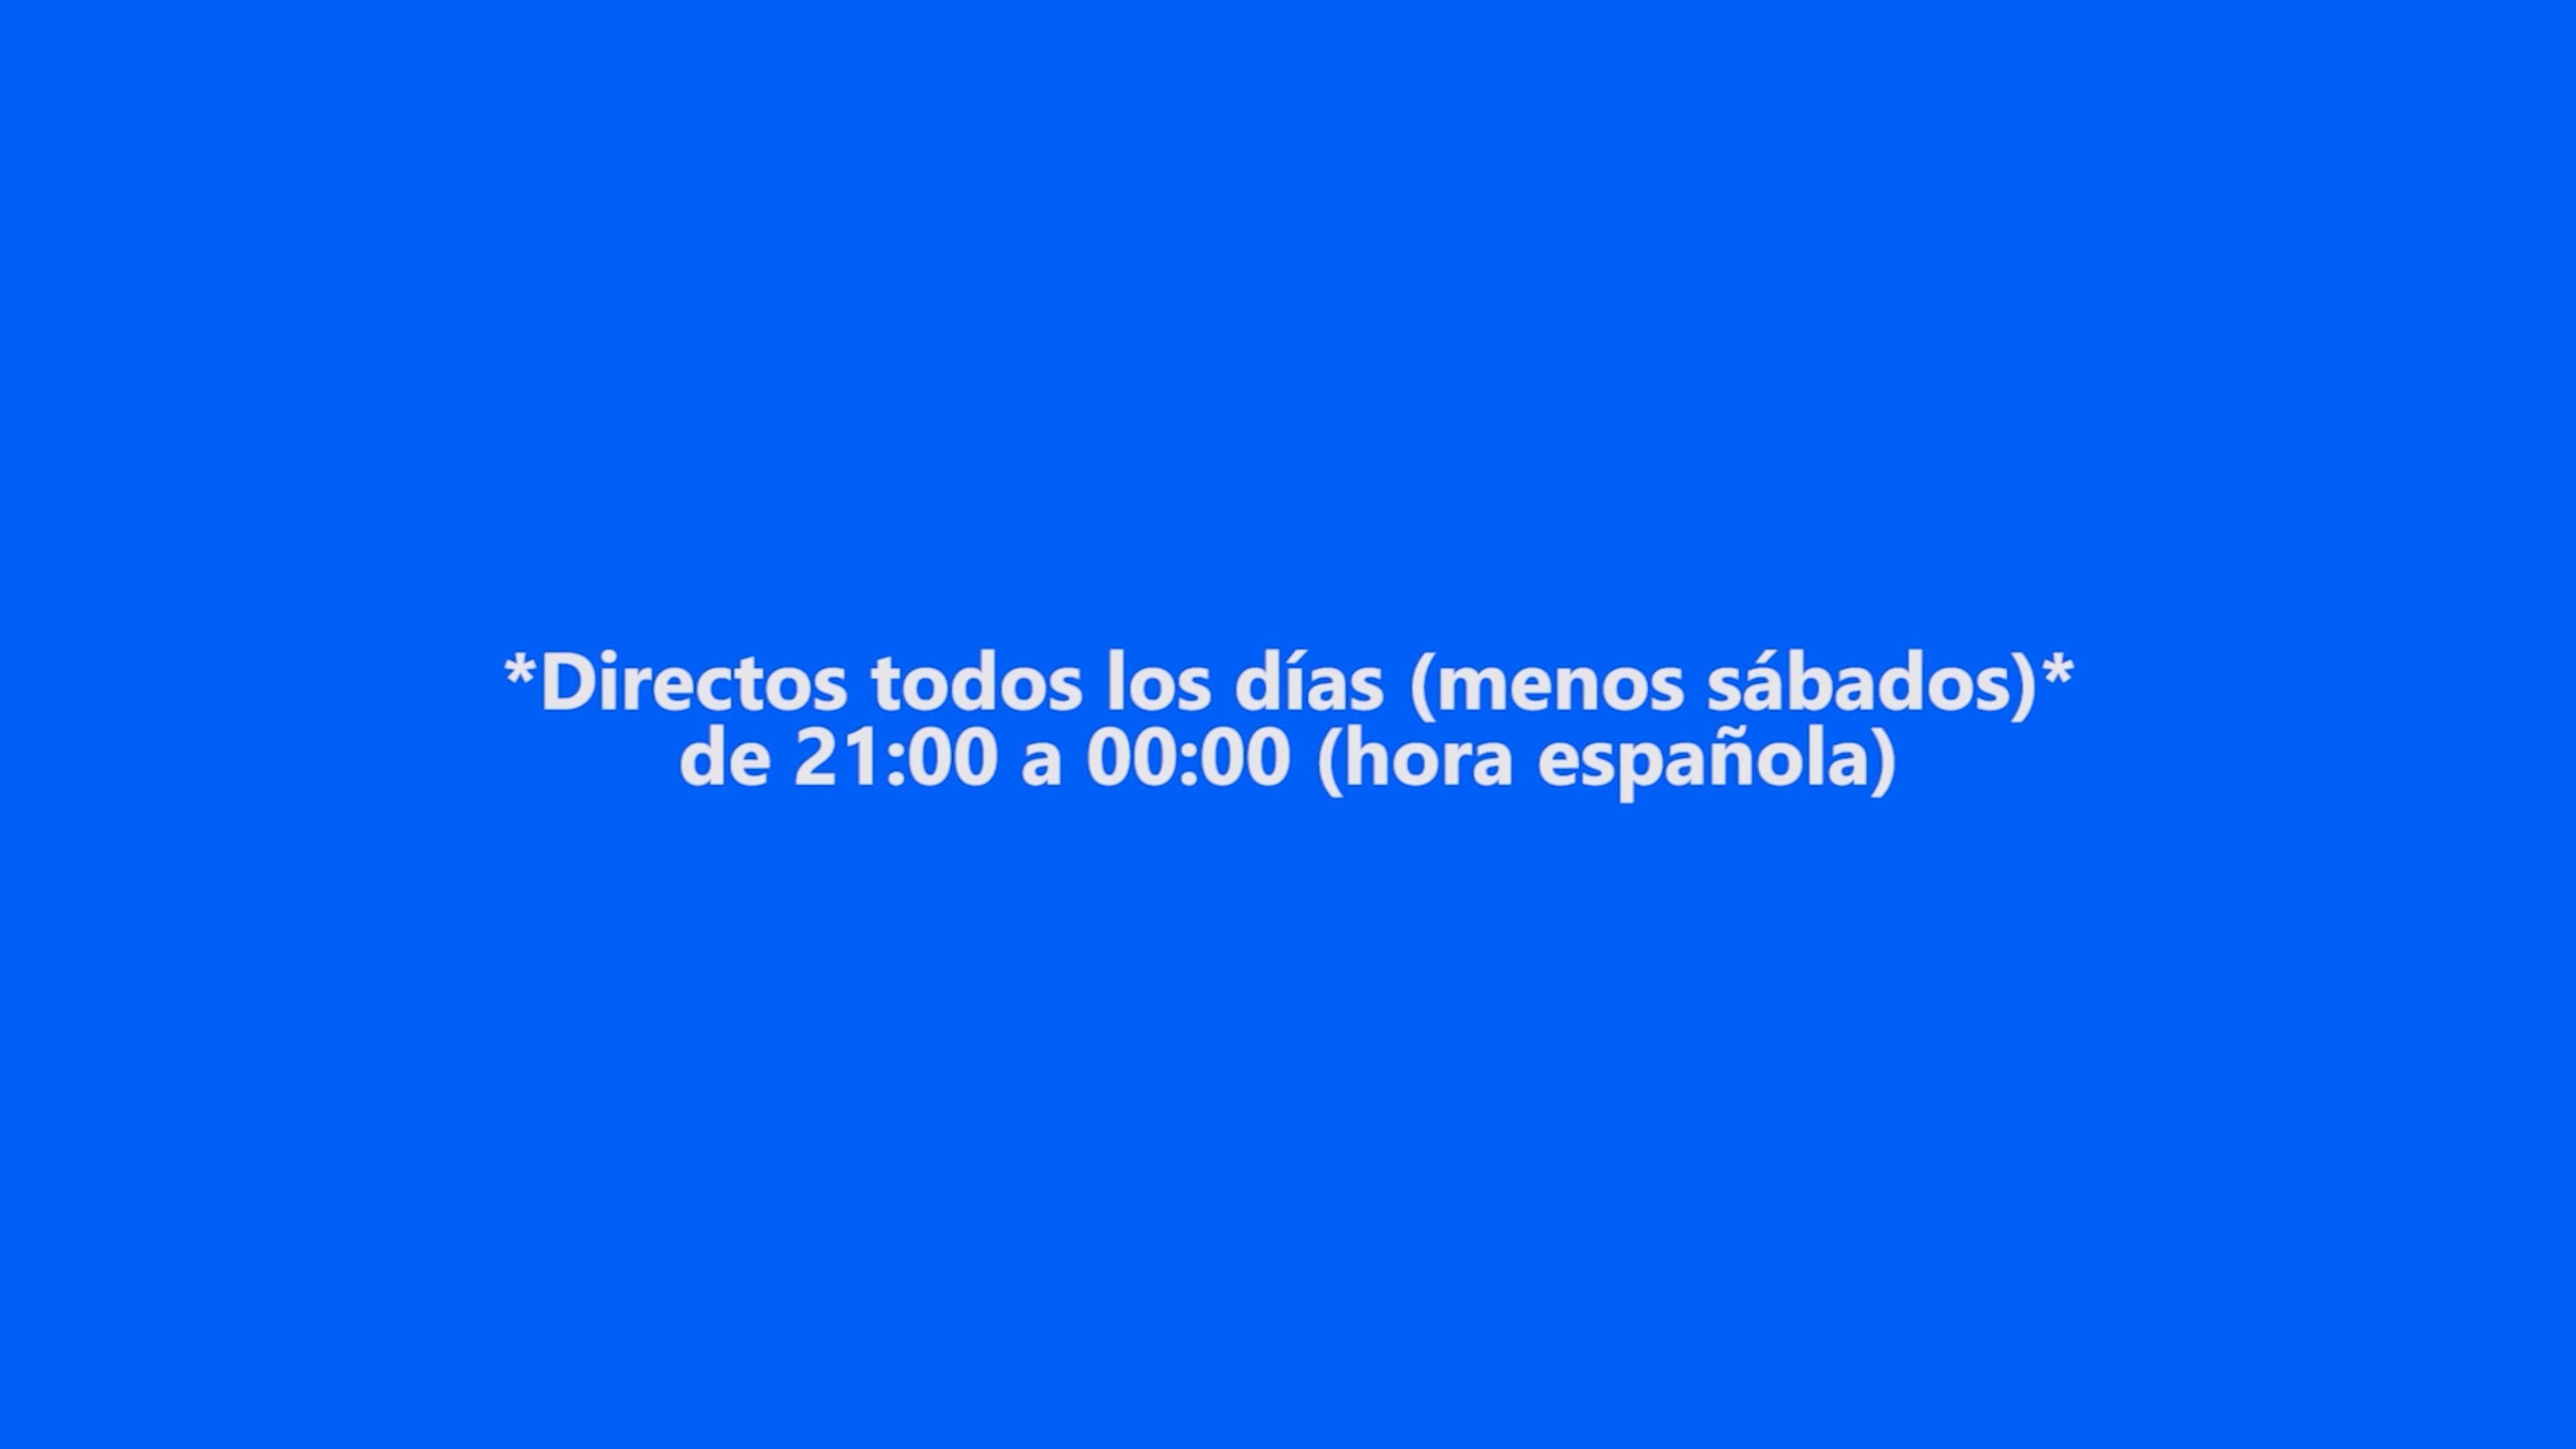 *Directos todos los días (menos sábados)*
de 21:00 a 00:00 (hora española)